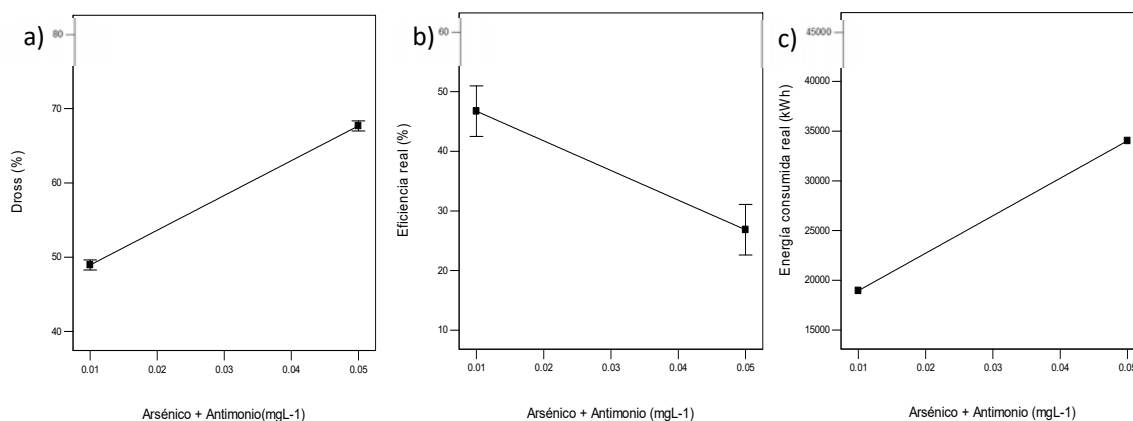 a)
80
70
60
50
40
Dross (%)
0.01 0.02 0.03 0.04 0.05
Arsénico + Antimonio(mgL-1)
b)
60
50
40
30
20
10
Eficiencia real (%)
0.01 0.02 0.03 0.04 0.05
Arsénico + Antimonio (mgL-1)
c)
45000
40000
35000
30000
25000
20000
15000
Energía consumida real (kWh)
0.01 0.02 0.03 0.04 0.05
Arsénico + Antimonio (mgL-1)